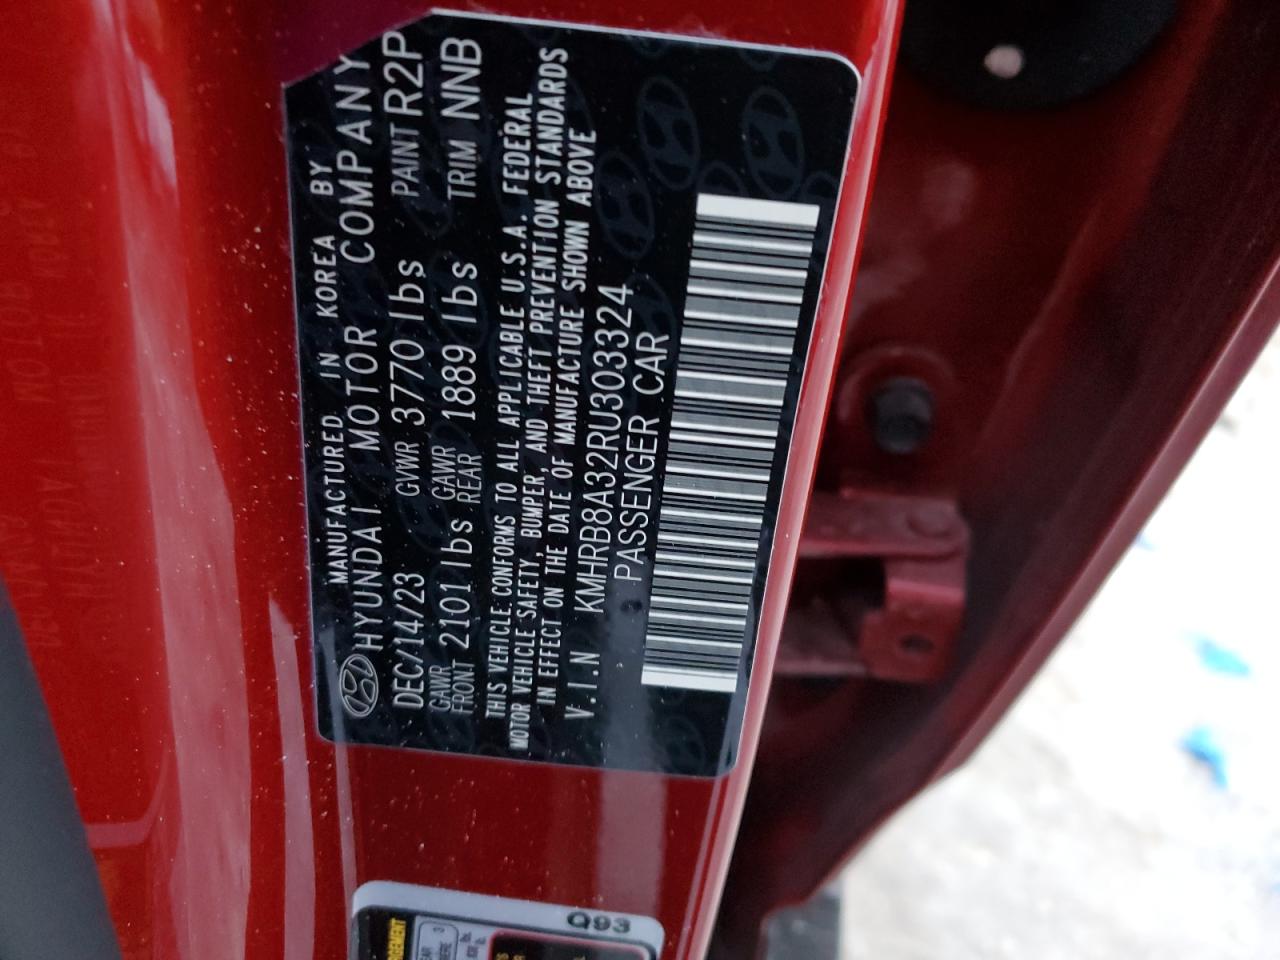 MANUFACTURED IN KOREA BY
HYUNDAI MOTOR COMPANY
DEC/14/23 GVWR 3770 lbs PAINT R2P
GAWR FRONT 2101 lbs GAWR REAR 1889 lbs TRIM NNB
THIS VEHICLE CONFORMS TO ALL APPLICABLE U.S.A. FEDERAL
MOTOR VEHICLE SAFETY, BUMPER, AND THEFT PREVENTION STANDARDS
IN EFFECT ON THE DATE OF MANUFACTURE SHOWN ABOVE
V.I.N KMHRB8A32RU303324
PASSENGER CAR
Q93